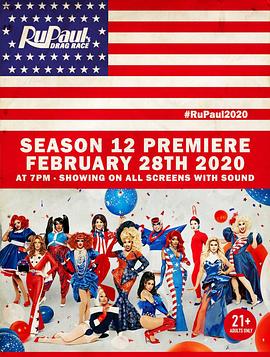 RuPaul's
DRAG RACE
#RuPaul2020
SEASON 12 PREMIERE
FEBRUARY 28TH 2020
AT 7PM - SHOWING ON ALL SCREENS WITH SOUND
21+
ADULTS ONLY